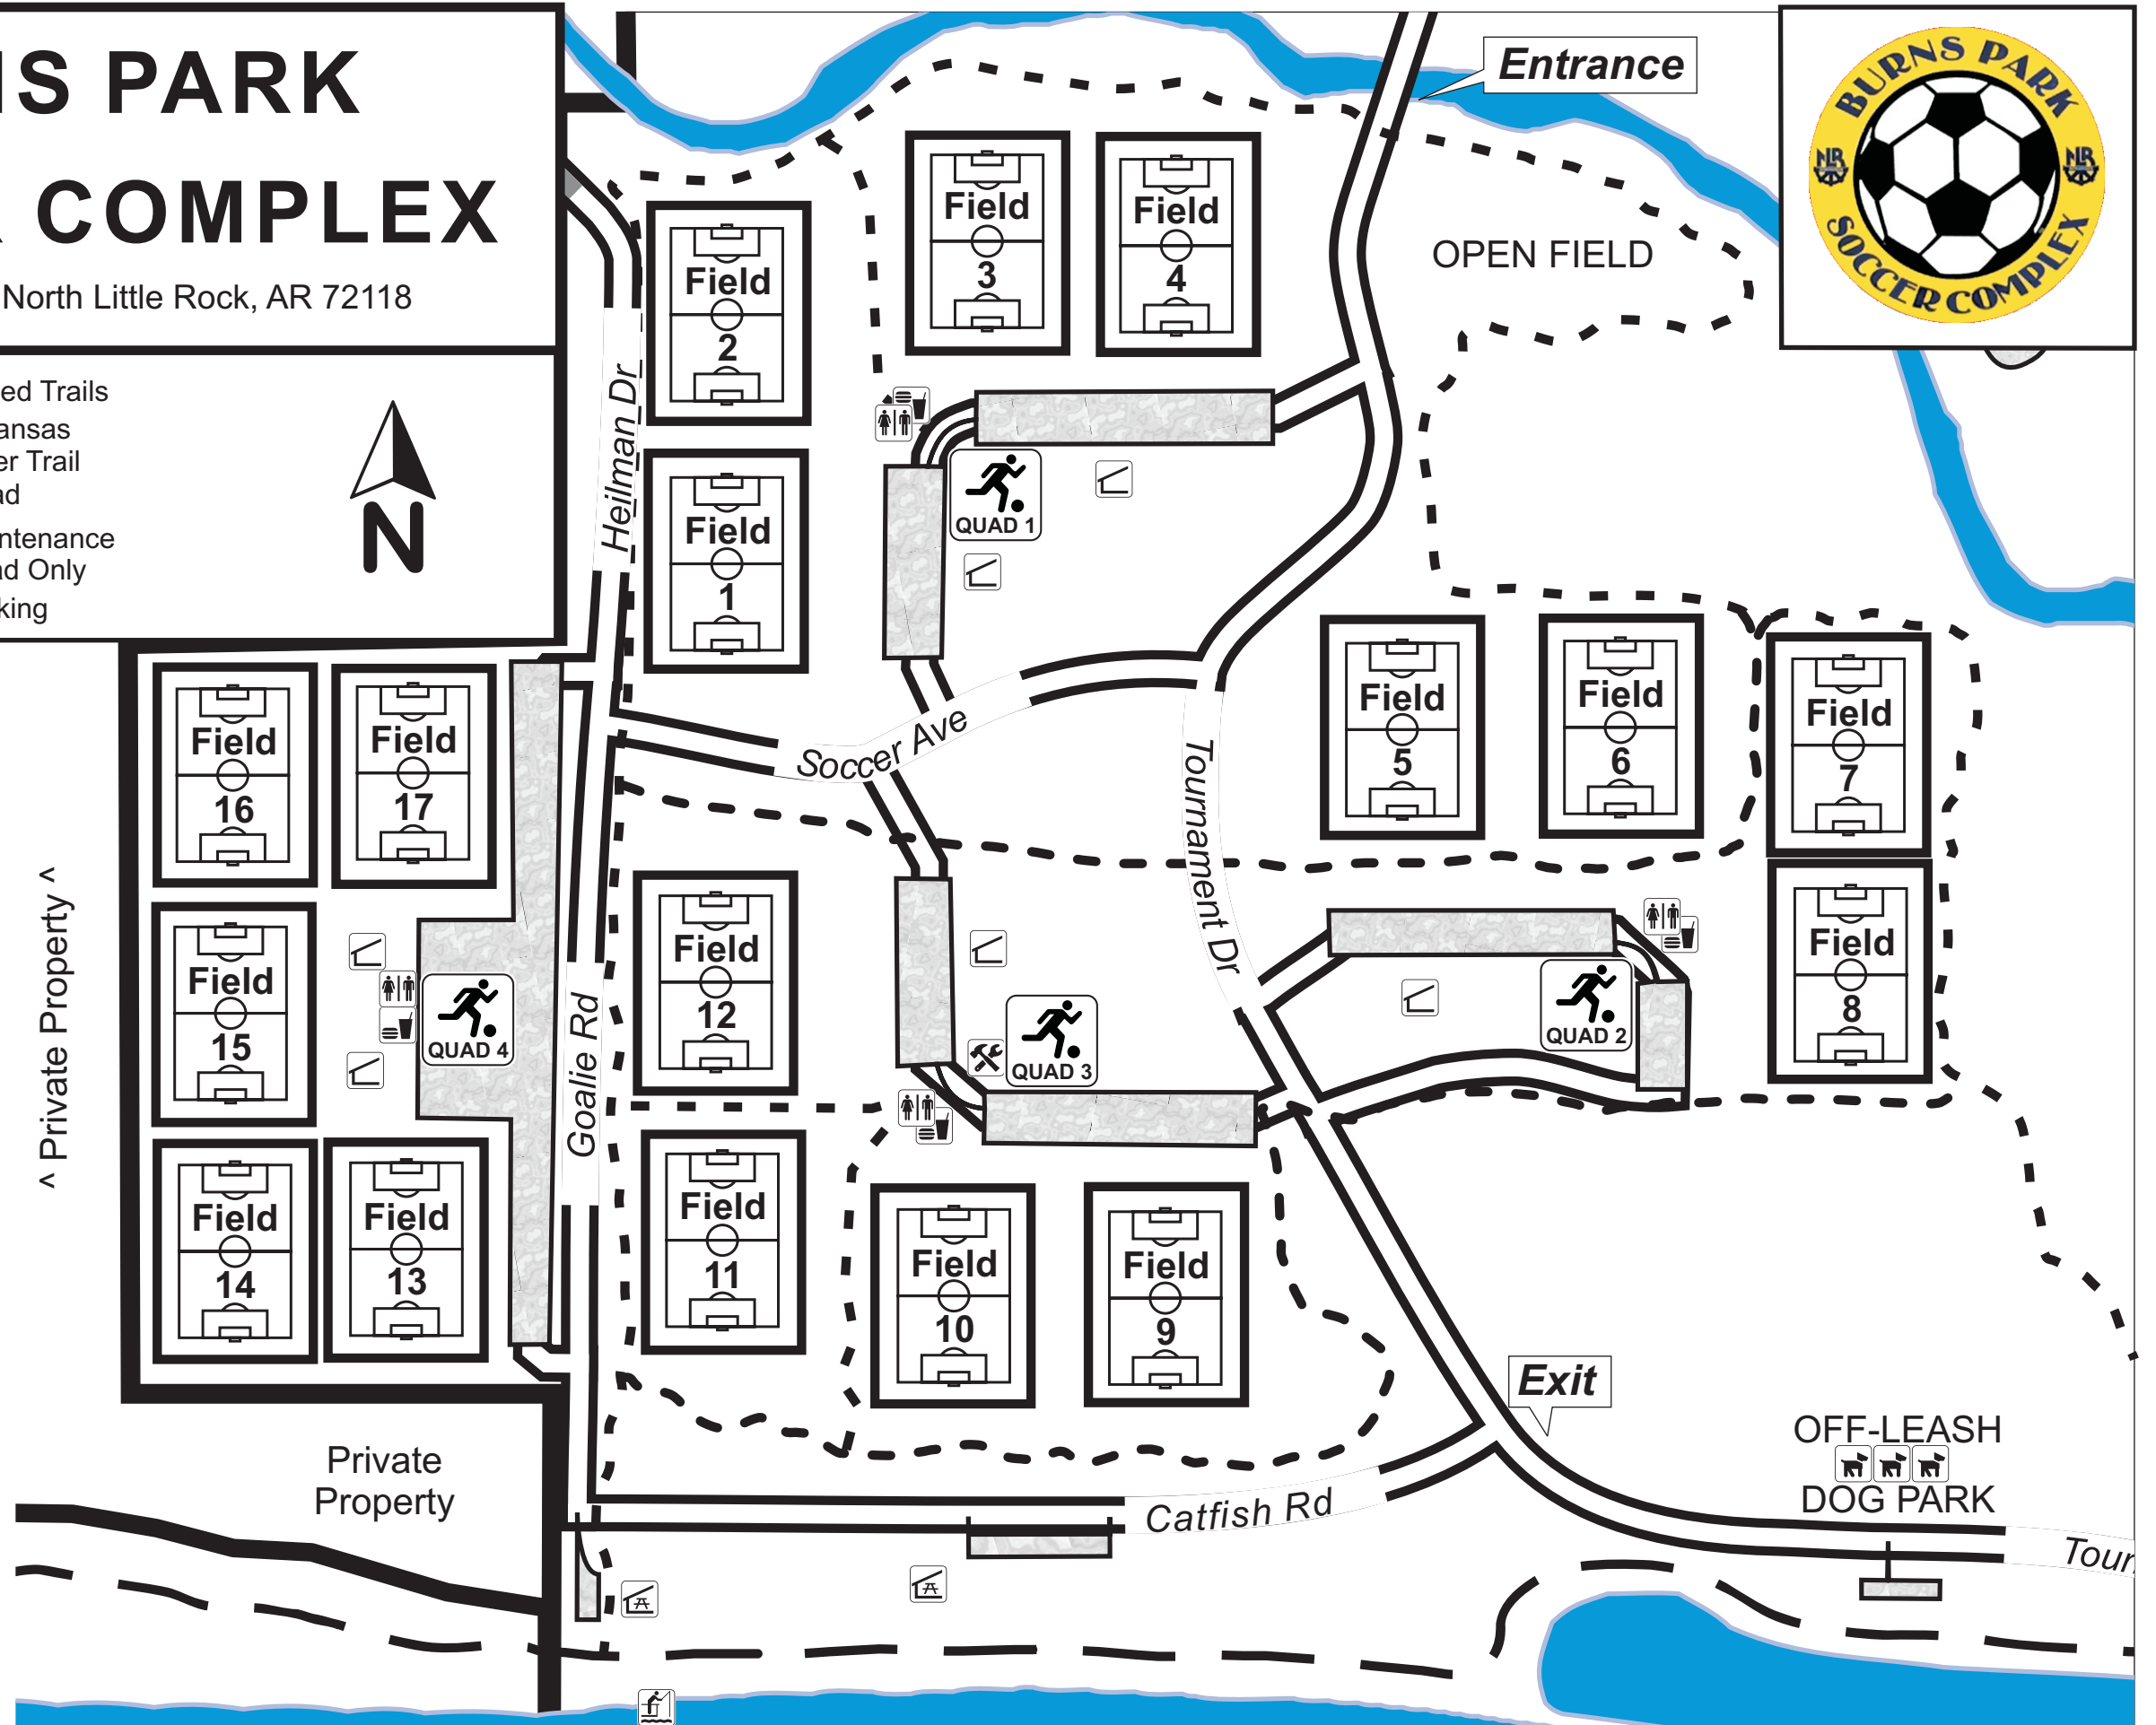 NS PARK
COMPLEX
North Little Rock, AR 72118
ed Trails
ansas
er Trail
ad
ntenance
ad Only
king
N
Entrance
BURNS PARK
NLR
NLR
SOCCER COMPLEX
OPEN FIELD
Field
3
Field
4
Field
2
Heilman Dr
QUAD 1
Field
1
Field
5
Field
6
Field
7
Field
16
Field
17
Soccer Ave
Tournament Dr
< Private Property <
Field
15
QUAD 4
Goalie Rd
Field
12
QUAD 3
QUAD 2
Field
8
Field
14
Field
13
Field
11
Field
10
Field
9
Exit
Private
Property
Catfish Rd
OFF-LEASH
DOG PARK
Tour